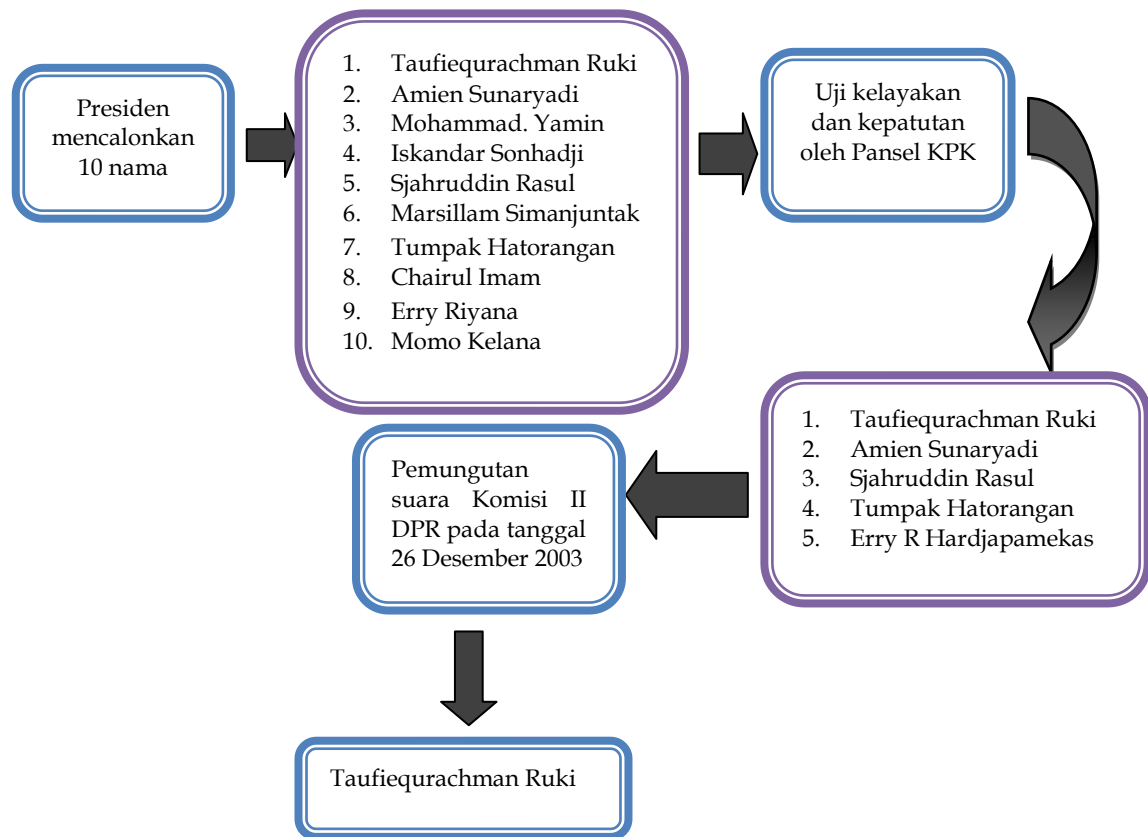 Presiden
mencalonkan
10 nama
1. Taufiequrachman Ruki
2. Amien Sunaryadi
3. Mohammad. Yamin
4. Iskandar Sonhadji
5. Sjahruddin Rasul
6. Marsillam Simanjuntak
7. Tumpak Hatorangan
8. Chairul Imam
9. Erry Riyana
10. Momo Kelana
Uji kelayakan
dan kepatutan
oleh Pansel KPK
1. Taufiequrachman Ruki
2. Amien Sunaryadi
3. Sjahruddin Rasul
4. Tumpak Hatorangan
5. Erry R Hardjapamekas
Pemungutan
suara Komisi II
DPR pada tanggal
26 Desember 2003
Taufiequrachman Ruki